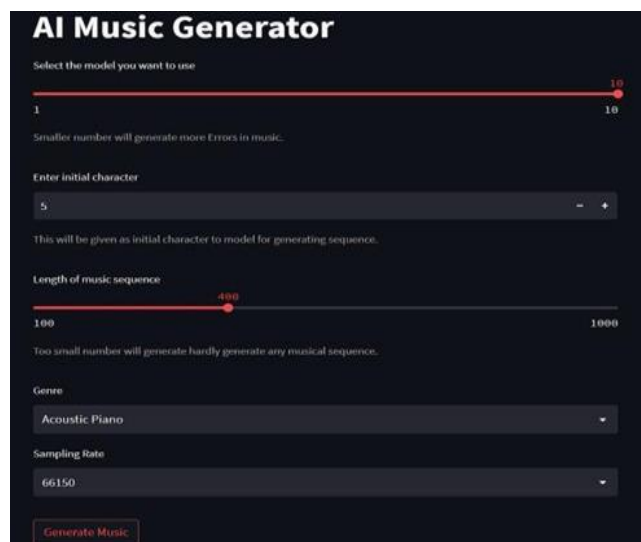 AI Music Generator
Select the model you want to use
10
1 10
Smaller number will generate more Errors in music.
Enter initial character
5 - +
This will be given as initial character to model for generating sequence.
Length of music sequence
400
100 1000
Too small number will generate hardly generate any musical sequence.
Genre
Acoustic Piano
Sampling Rate
66150
Generate Music